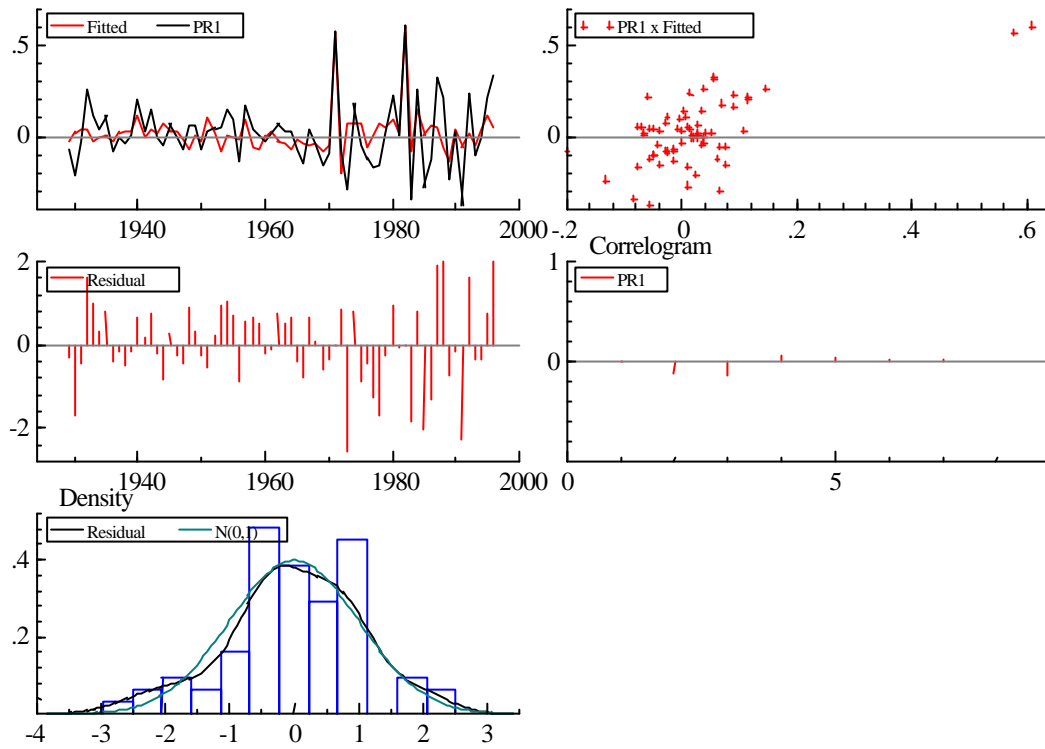 Fitted PR1
.5
0
1940 1960 1980 2000
PR1 x Fitted
.5
0
-.2 0 .2 .4 .6
Residual
2
0
-2
1940 1960 1980 2000
Correlogram
PR1
1
0
0 5
Density
Residual N(0,1)
.4
.2
-4 -3 -2 -1 0 1 2 3